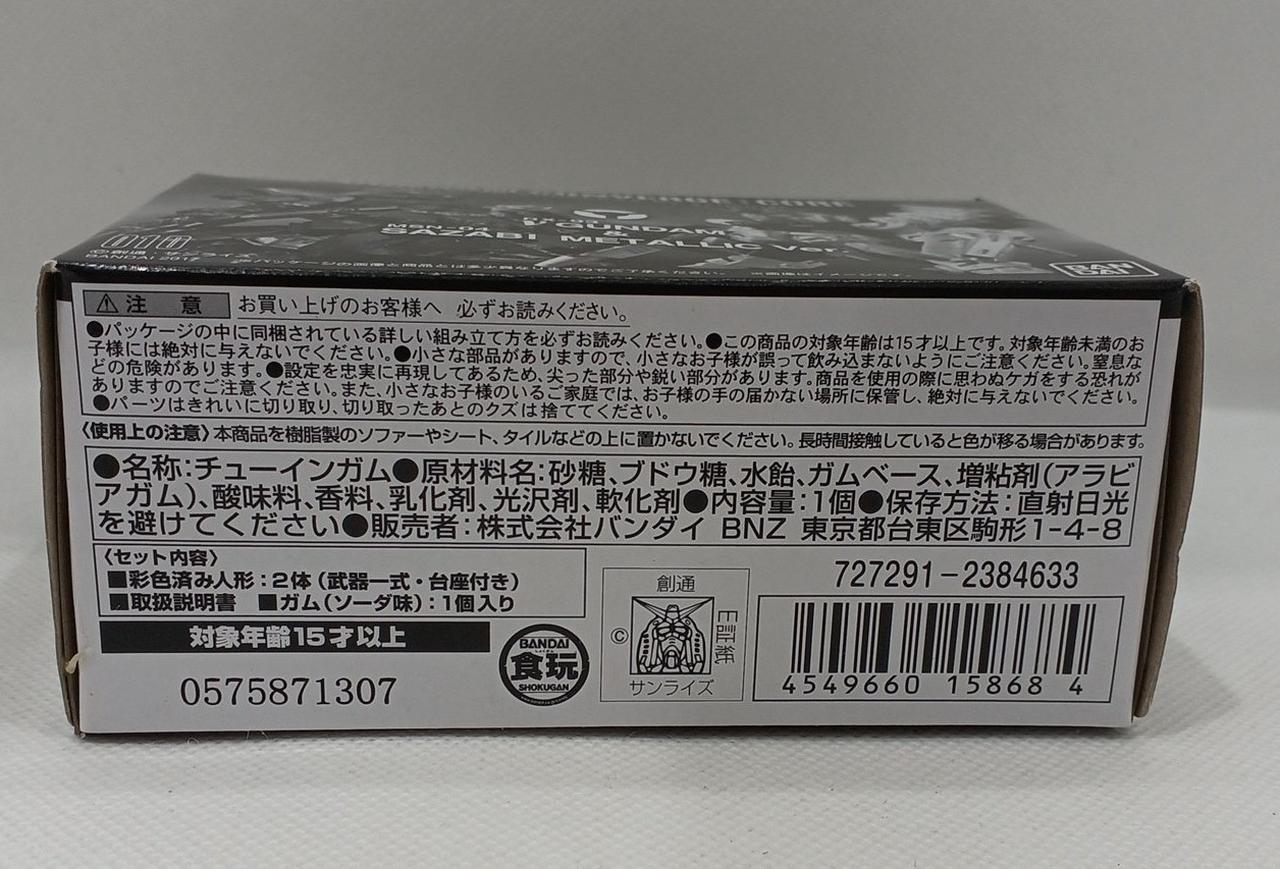 ν GUNDAM
&
SAZABI METALLIC Ver.
©創通・サンライズ
BAN
DAI
⚠注 意 お買い上げのお客様へ 必ずお読みください。
●パッケージの中に同梱されている詳しい組み立て方を必ずお読みください。●この商品の対象年齢は15才以上です。対象年齢未満のお
子様には絶対に与えないでください。●小さな部品がありますので、小さなお子様が誤って飲み込まないようにご注意ください。窒息な
どの危険があります。●設定を忠実に再現してあるため、尖った部分や鋭い部分があります。商品を使用の際に思わぬケガをする恐れが
ありますのでご注意ください。また、小さなお子様のいるご家庭では、お子様の手の届かない場所に保管し、絶対に与えないでください。
●パーツはきれいに切り取り、切り取ったあとのクズは捨ててください。
〈使用上の注意〉本商品を樹脂製のソファーやシート、タイルなどの上に置かないでください。長時間接触していると色が移る場合があります。
●名称:チューインガム●原材料名:砂糖、ブドウ糖、水飴、ガムベース、増粘剤(アラビ
アガム)、酸味料、香料、乳化剤、光沢剤、軟化剤●内容量:1個●保存方法:直射日光
を避けてください●販売者:株式会社バンダイ BNZ 東京都台東区駒形1-4-8
〈セット内容〉
■彩色済み人形:2体(武器一式・台座付き)
■取扱説明書 ■ガム(ソーダ味):1個入り
対象年齢15才以上
0575871307
BANDAI
食玩
SHOKUGAN
創通
©
E証紙
サンライズ
727291-2384633
4549660 15868 4